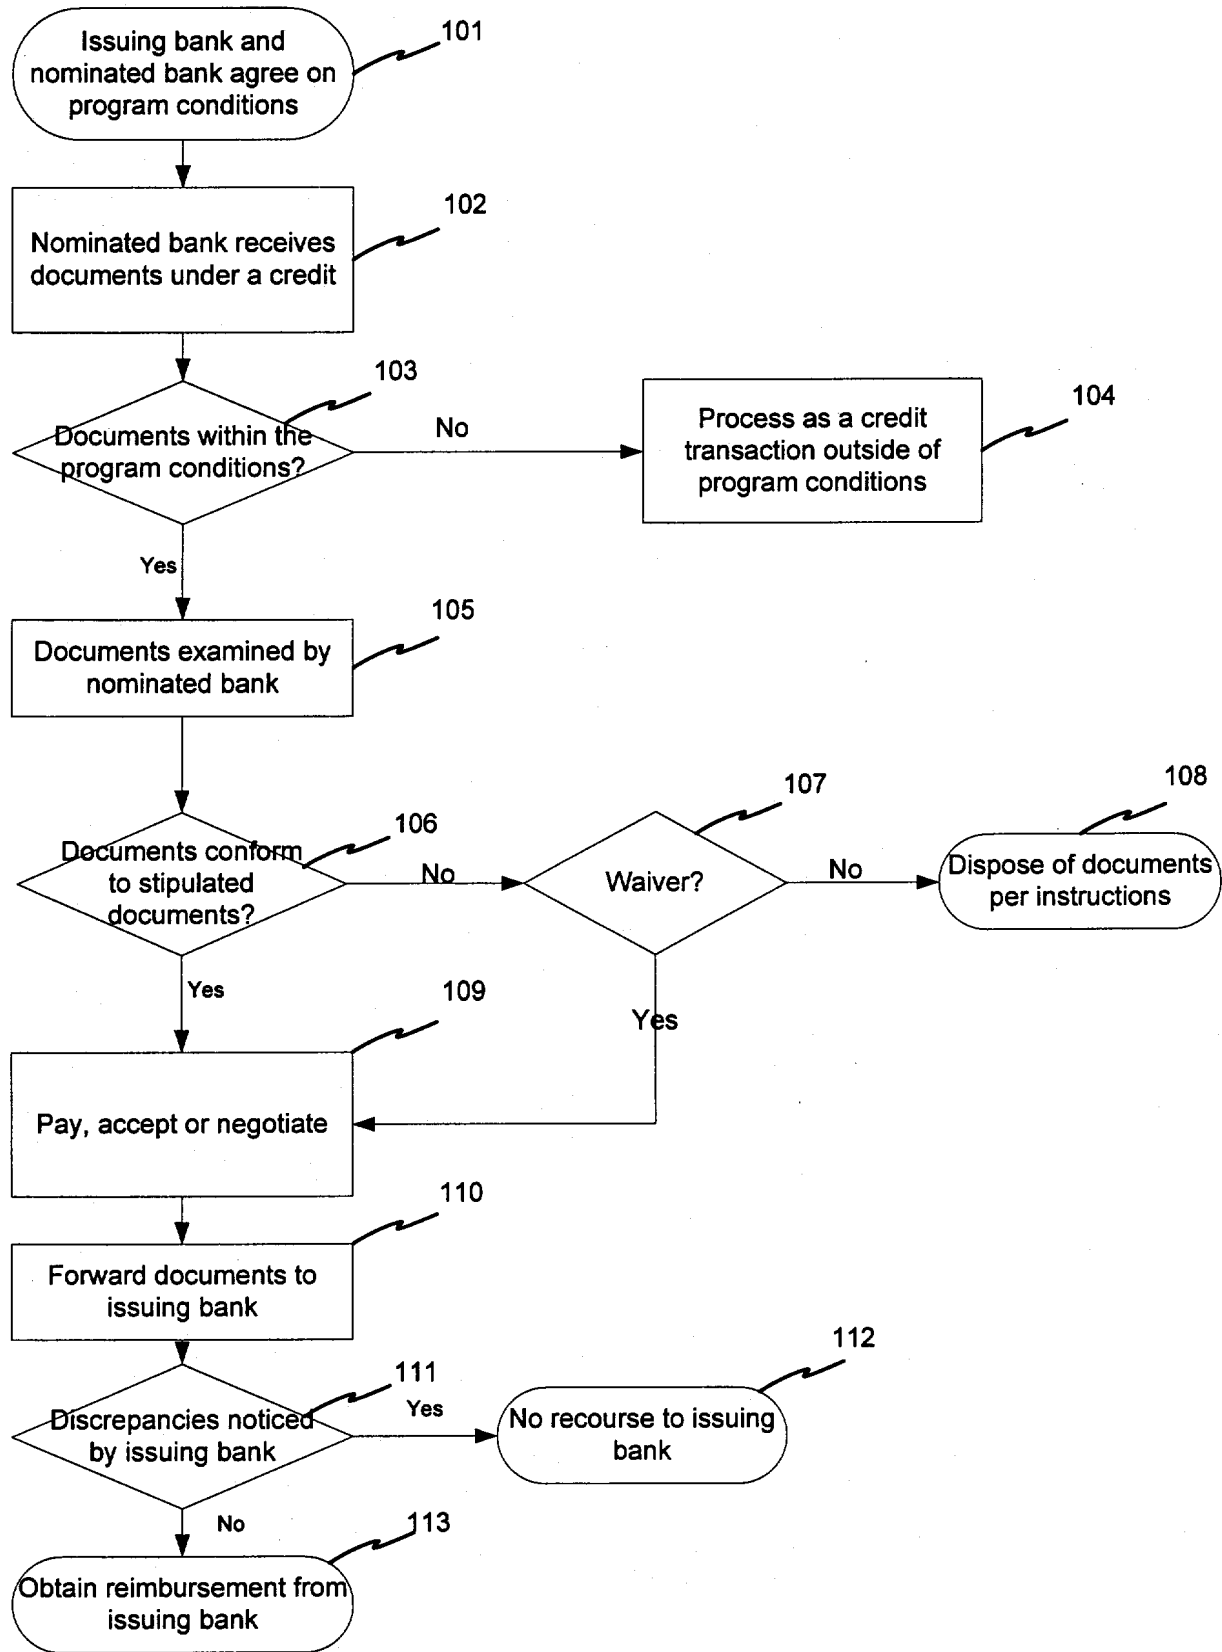 Issuing bank and
nominated bank agree on
program conditions
101
Nominated bank receives
documents under a credit
102
Documents within the
program conditions?
103
No
Process as a credit
transaction outside of
program conditions
104
Yes
Documents examined by
nominated bank
105
Documents conform
to stipulated
documents?
106
No
Waiver?
107
No
Dispose of documents
per instructions
108
Yes
Yes
Pay, accept or negotiate
109
Forward documents to
issuing bank
110
Discrepancies noticed
by issuing bank
111
Yes
No recourse to issuing
bank
112
No
Obtain reimbursement from
issuing bank
113